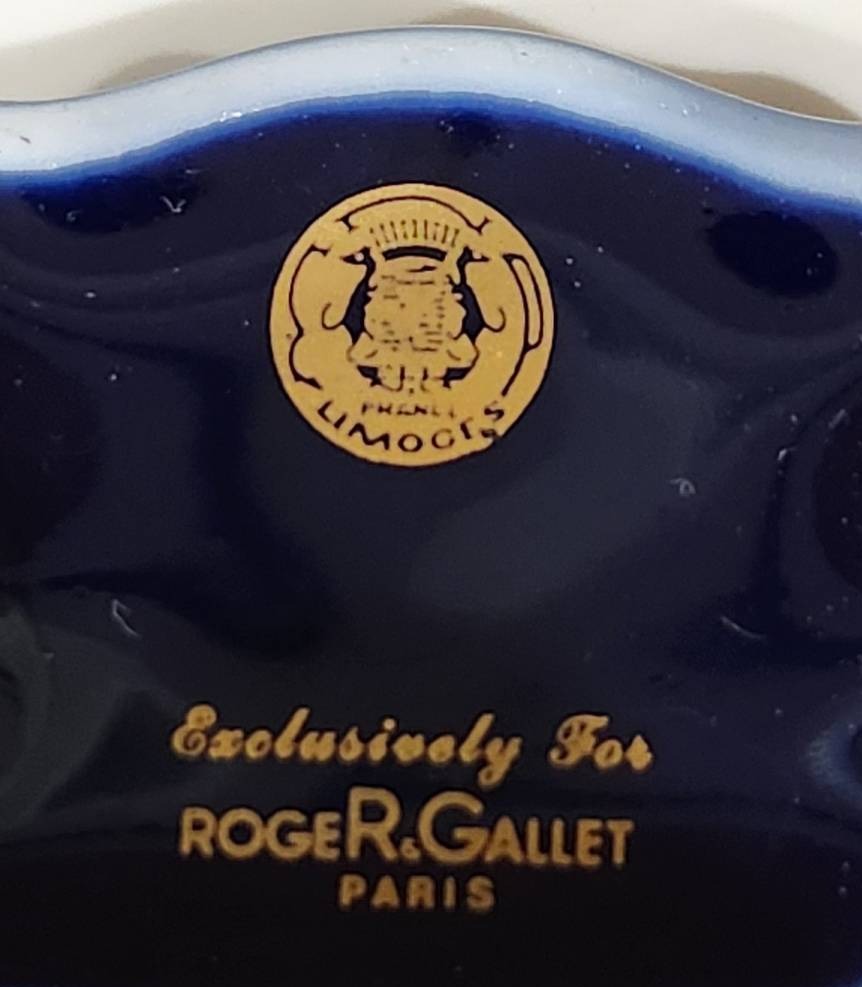 FRANCE
LIMOGES
Exclusively For
ROGER & GALLET
PARIS